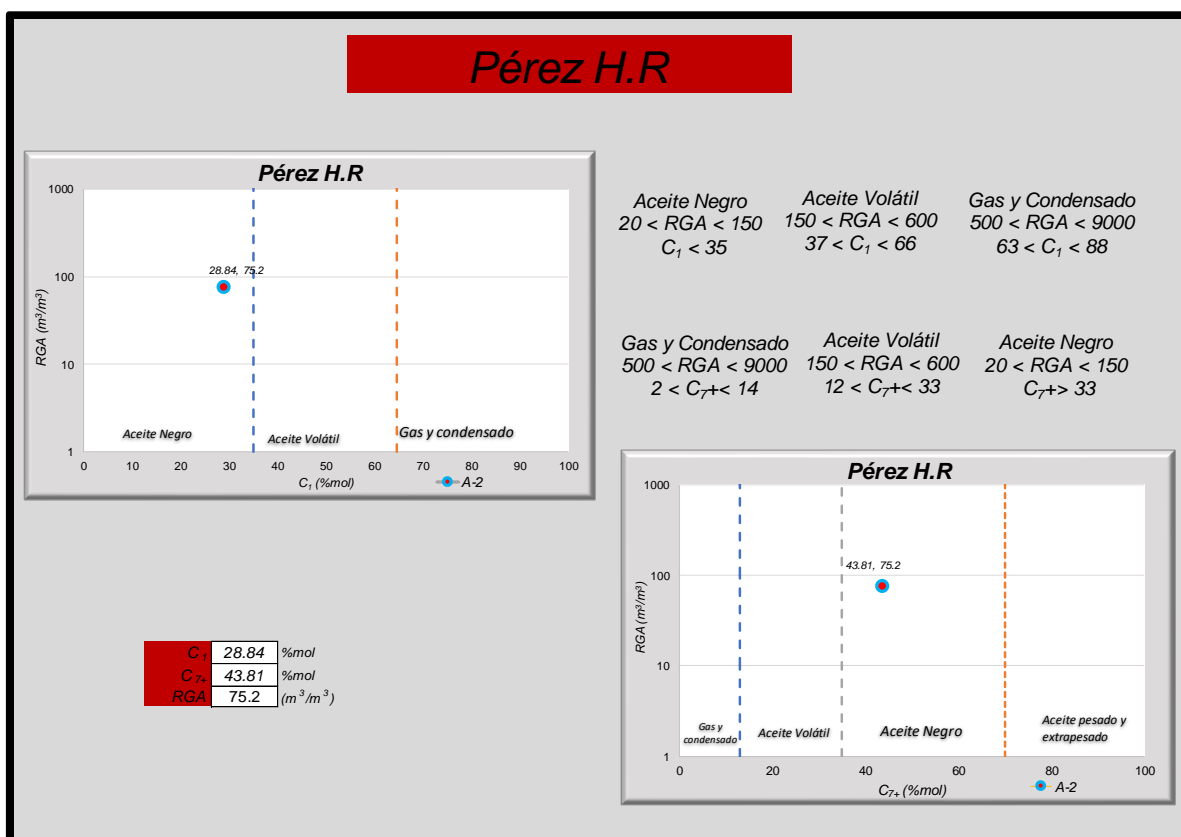 Pérez H.R
Pérez H.R
1000
100
10
1
RGA (m³/m³)
28.84, 75.2
Aceite Negro
Aceite Volátil
Gas y condensado
0 10 20 30 40 50 60 70 80 90 100
C₁ (%mol)
A-2
Aceite Negro
20 < RGA < 150
C₁ < 35
Aceite Volátil
150 < RGA < 600
37 < C₁ < 66
Gas y Condensado
500 < RGA < 9000
63 < C₁ < 88
Gas y Condensado
500 < RGA < 9000
2 < C₇+< 14
Aceite Volátil
150 < RGA < 600
12 < C₇+< 33
Aceite Negro
20 < RGA < 150
C₇+> 33
Pérez H.R
1000
100
10
1
RGA (m³/m³)
43.81, 75.2
Gas y
condensado
Aceite Volátil
Aceite Negro
Aceite pesado y
extrapesado
0 20 40 60 80 100
C₇₊ (%mol)
A-2
C₁ 28.84 %mol
C₇₊ 43.81 %mol
RGA 75.2 (m³/m³)